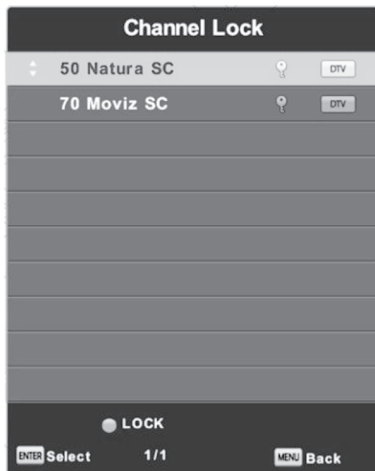 Channel Lock
50 Natura SC DTV
70 Moviz SC DTV
LOCK
ENTER Select 1/1 MENU Back